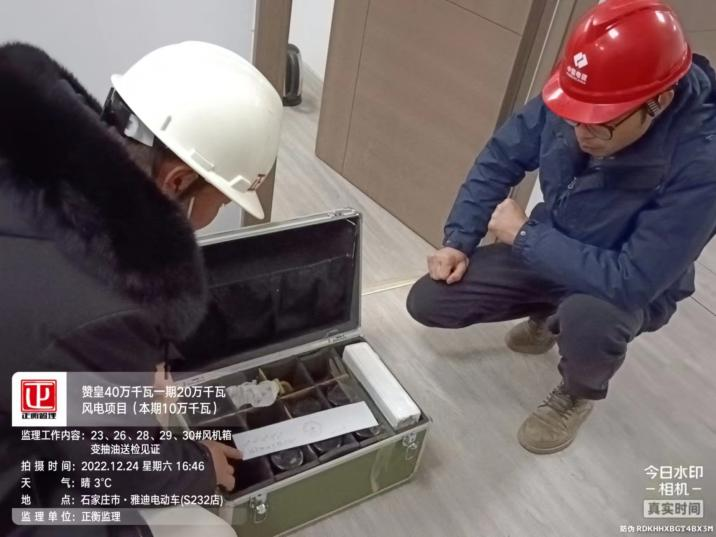 中国电建
赞皇40万千瓦一期20万千瓦
风电项目（本期10万千瓦）
正衡监理
监理工作内容：23、26、28、29、30#风机箱
变抽油送检见证
拍摄时间：2022.12.24 星期六 16:46
天气：晴 3℃
地点：石家庄市·雅迪电动车(S232店)
监理单位：正衡监理
今日水印
相机
真实时间
防伪 RDKHHXBGT4BX3M